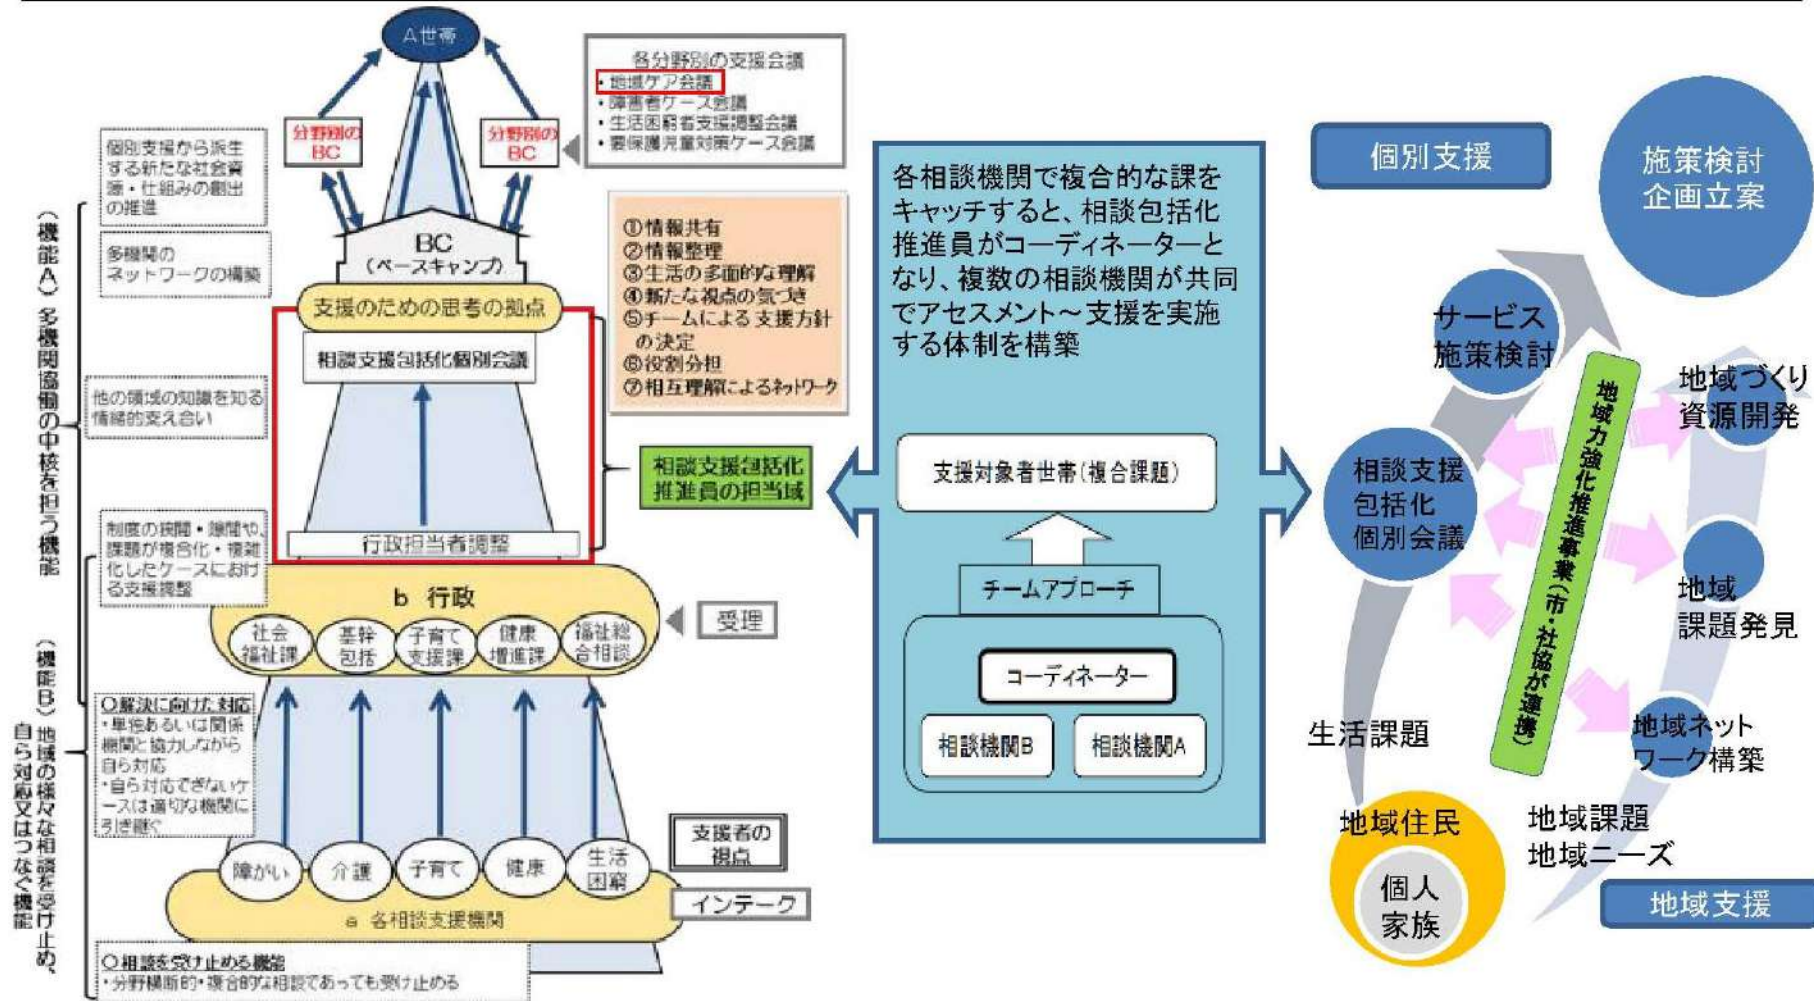 A世帯
分野別の
BC
分野別の
BC
各分野別の支援会議
・地域ケア会議
・障害者ケース会議
・生活困窮者支援調整会議
・要保護児童対策ケース会議
(機能A)多機関協働の中核を担う機能
個別支援から派生
する新たな社会資
源・仕組みの創出
の推進
多機関の
ネットワークの構築
他の領域の知識を知る
情緒的支え合い
制度の狭間・隙間や、
課題が複合化・複雑
化したケースにおけ
る支援調整
BC
(ベースキャンプ)
支援のための思考の拠点
相談支援包括化個別会議
行政担当者調整
①情報共有
②情報整理
③生活の多面的な理解
④新たな視点の気づき
⑤チームによる支援方針
の決定
⑥役割分担
⑦相互理解によるネットワーク
相談支援包括化
推進員の担当域
b 行政
社会
福祉課
基幹
包括
子育て
支援課
健康
増進課
福祉総
合相談
受理
(機能B)地域の様々な相談を受け止め、
自ら対応又はつなぐ機能
〇解決に向けた対応
・単独あるいは関係
機関と協力しながら
自ら対応
・自ら対応できないケ
ースは適切な機関に
引き継ぐ
障がい
介護
子育て
健康
生活
困窮
a 各相談支援機関
支援者の
視点
インテーク
〇相談を受け止める機能
・分野横断的・複合的な相談であっても受け止める
各相談機関で複合的な課を
キャッチすると、相談包括化
推進員がコーディネーターと
なり、複数の相談機関が共同
でアセスメント～支援を実施
する体制を構築
支援対象者世帯(複合課題)
チームアプローチ
コーディネーター
相談機関B
相談機関A
個別支援
施策検討
企画立案
サービス
施策検討
地域づくり
資源開発
相談支援
包括化
個別会議
地域力強化推進事業(市・社協が連携)
地域
課題発見
地域ネット
ワーク構築
生活課題
地域住民
個人
家族
地域課題
地域ニーズ
地域支援